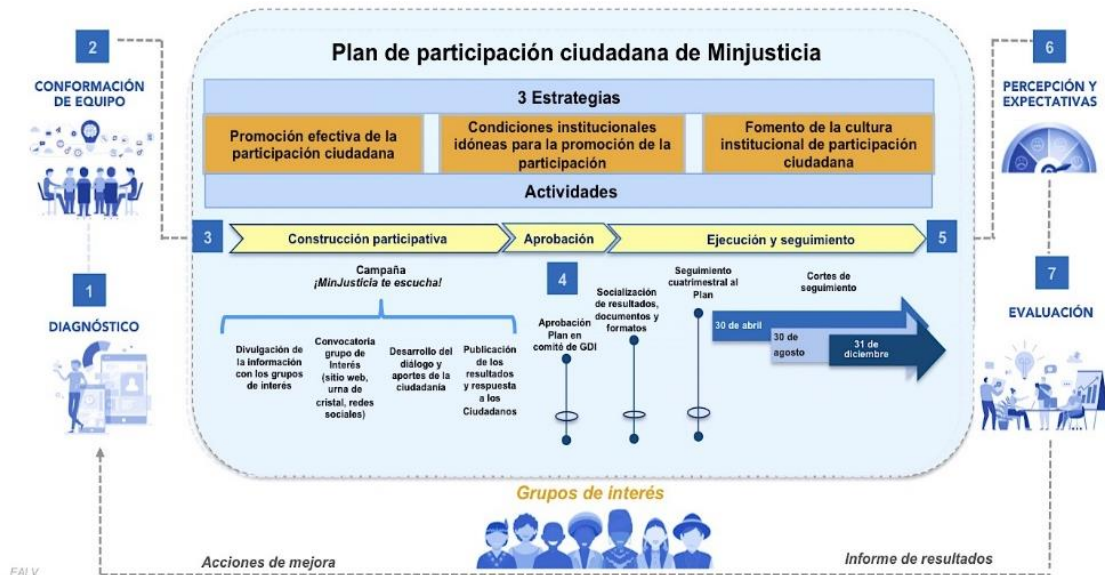 2
CONFORMACIÓN
DE EQUIPO
1
DIAGNÓSTICO
Plan de participación ciudadana de Minjusticia
3 Estrategias
Promoción efectiva de la
participación ciudadana
Condiciones institucionales
idóneas para la promoción de la
participación
Fomento de la cultura
institucional de participación
ciudadana
Actividades
3
Construcción participativa
Aprobación
Ejecución y seguimiento
5
Campaña
¡MinJusticia te escucha!
Divulgación de
la información
con los grupos
de interés
Convocatoria
grupo de
Interés
(sitio web,
urna de
cristal, redes
sociales)
Desarrollo del
diálogo y
aportes de la
ciudadanía
Publicación
de los
resultados
y respuesta
a los
Ciudadanos
4
Aprobación
Plan en
comité de GDI
Socialización
de resultados,
documentos y
formatos
Seguimiento
cuatrimestral al
Plan
Cortes de
seguimiento
30 de abril
30 de
agosto
31 de
diciembre
6
PERCEPCIÓN Y
EXPECTATIVAS
7
EVALUACIÓN
Grupos de interés
Acciones de mejora
Informe de resultados